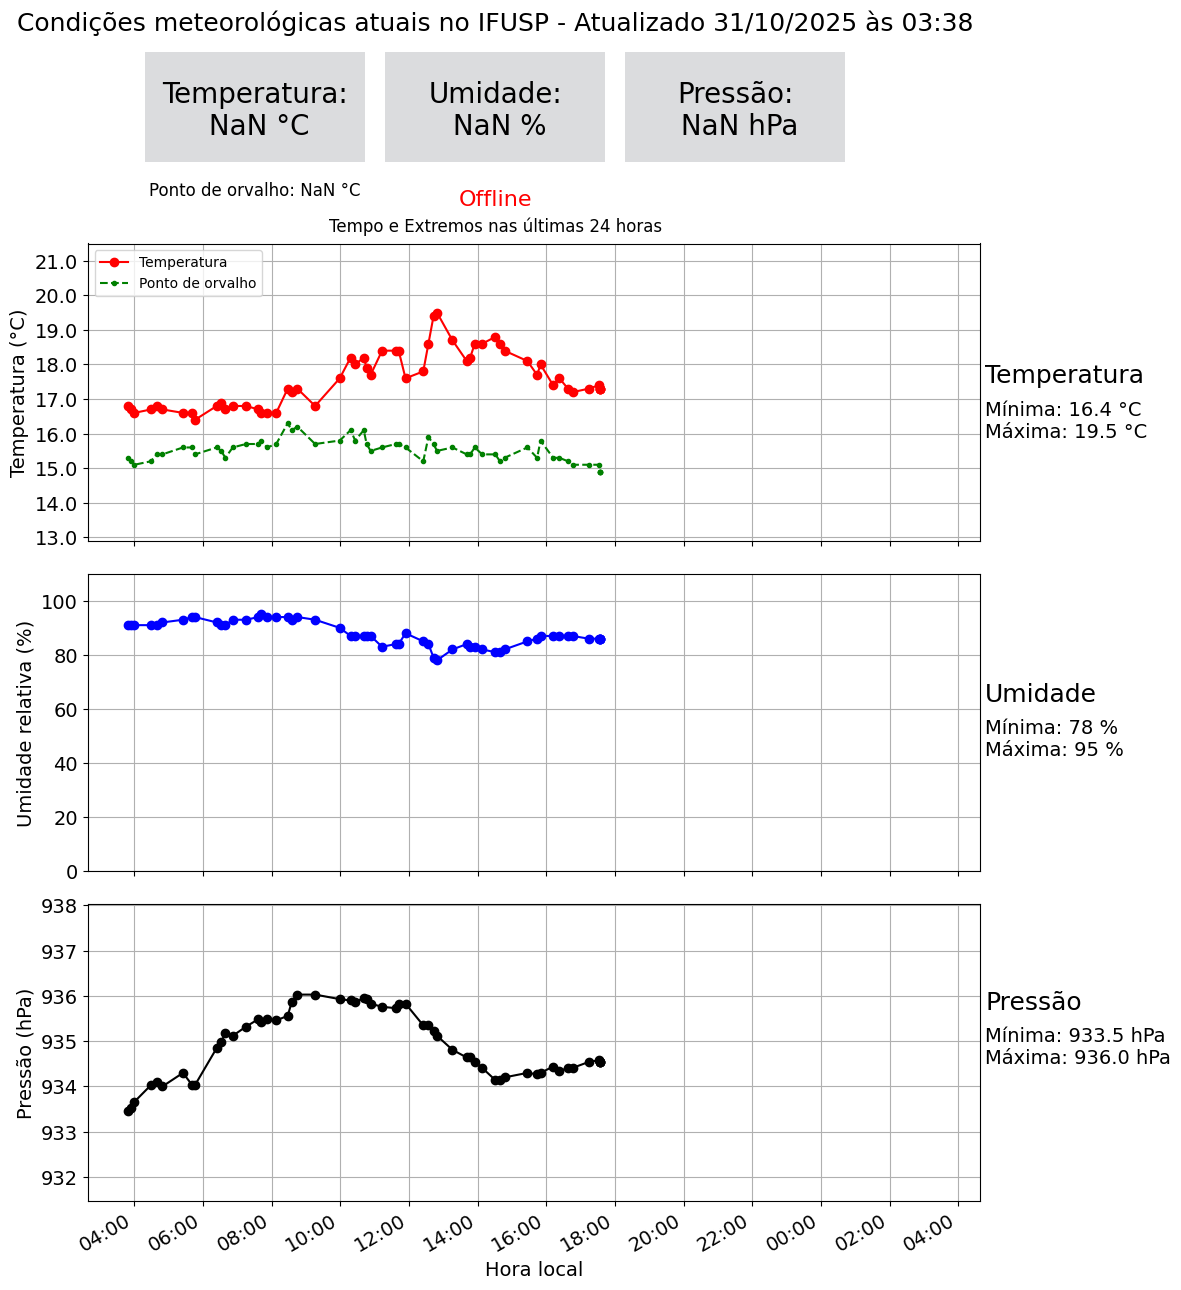 Condições meteorológicas atuais no IFUSP - Atualizado 31/10/2025 às 03:38
Temperatura:
NaN °C
Umidade:
NaN %
Pressão:
NaN hPa
Ponto de orvalho: NaN °C
Offline
Tempo e Extremos nas últimas 24 horas
Temperatura
Ponto de orvalho
Temperatura (°C)
21.0
20.0
19.0
18.0
17.0
16.0
15.0
14.0
13.0
Temperatura
Mínima: 16.4 °C
Máxima: 19.5 °C
Umidade relativa (%)
100
80
60
40
20
0
Umidade
Mínima: 78 %
Máxima: 95 %
Pressão (hPa)
938
937
936
935
934
933
932
Pressão
Mínima: 933.5 hPa
Máxima: 936.0 hPa
04:00 06:00 08:00 10:00 12:00 14:00 16:00 18:00 20:00 22:00 00:00 02:00 04:00
Hora local